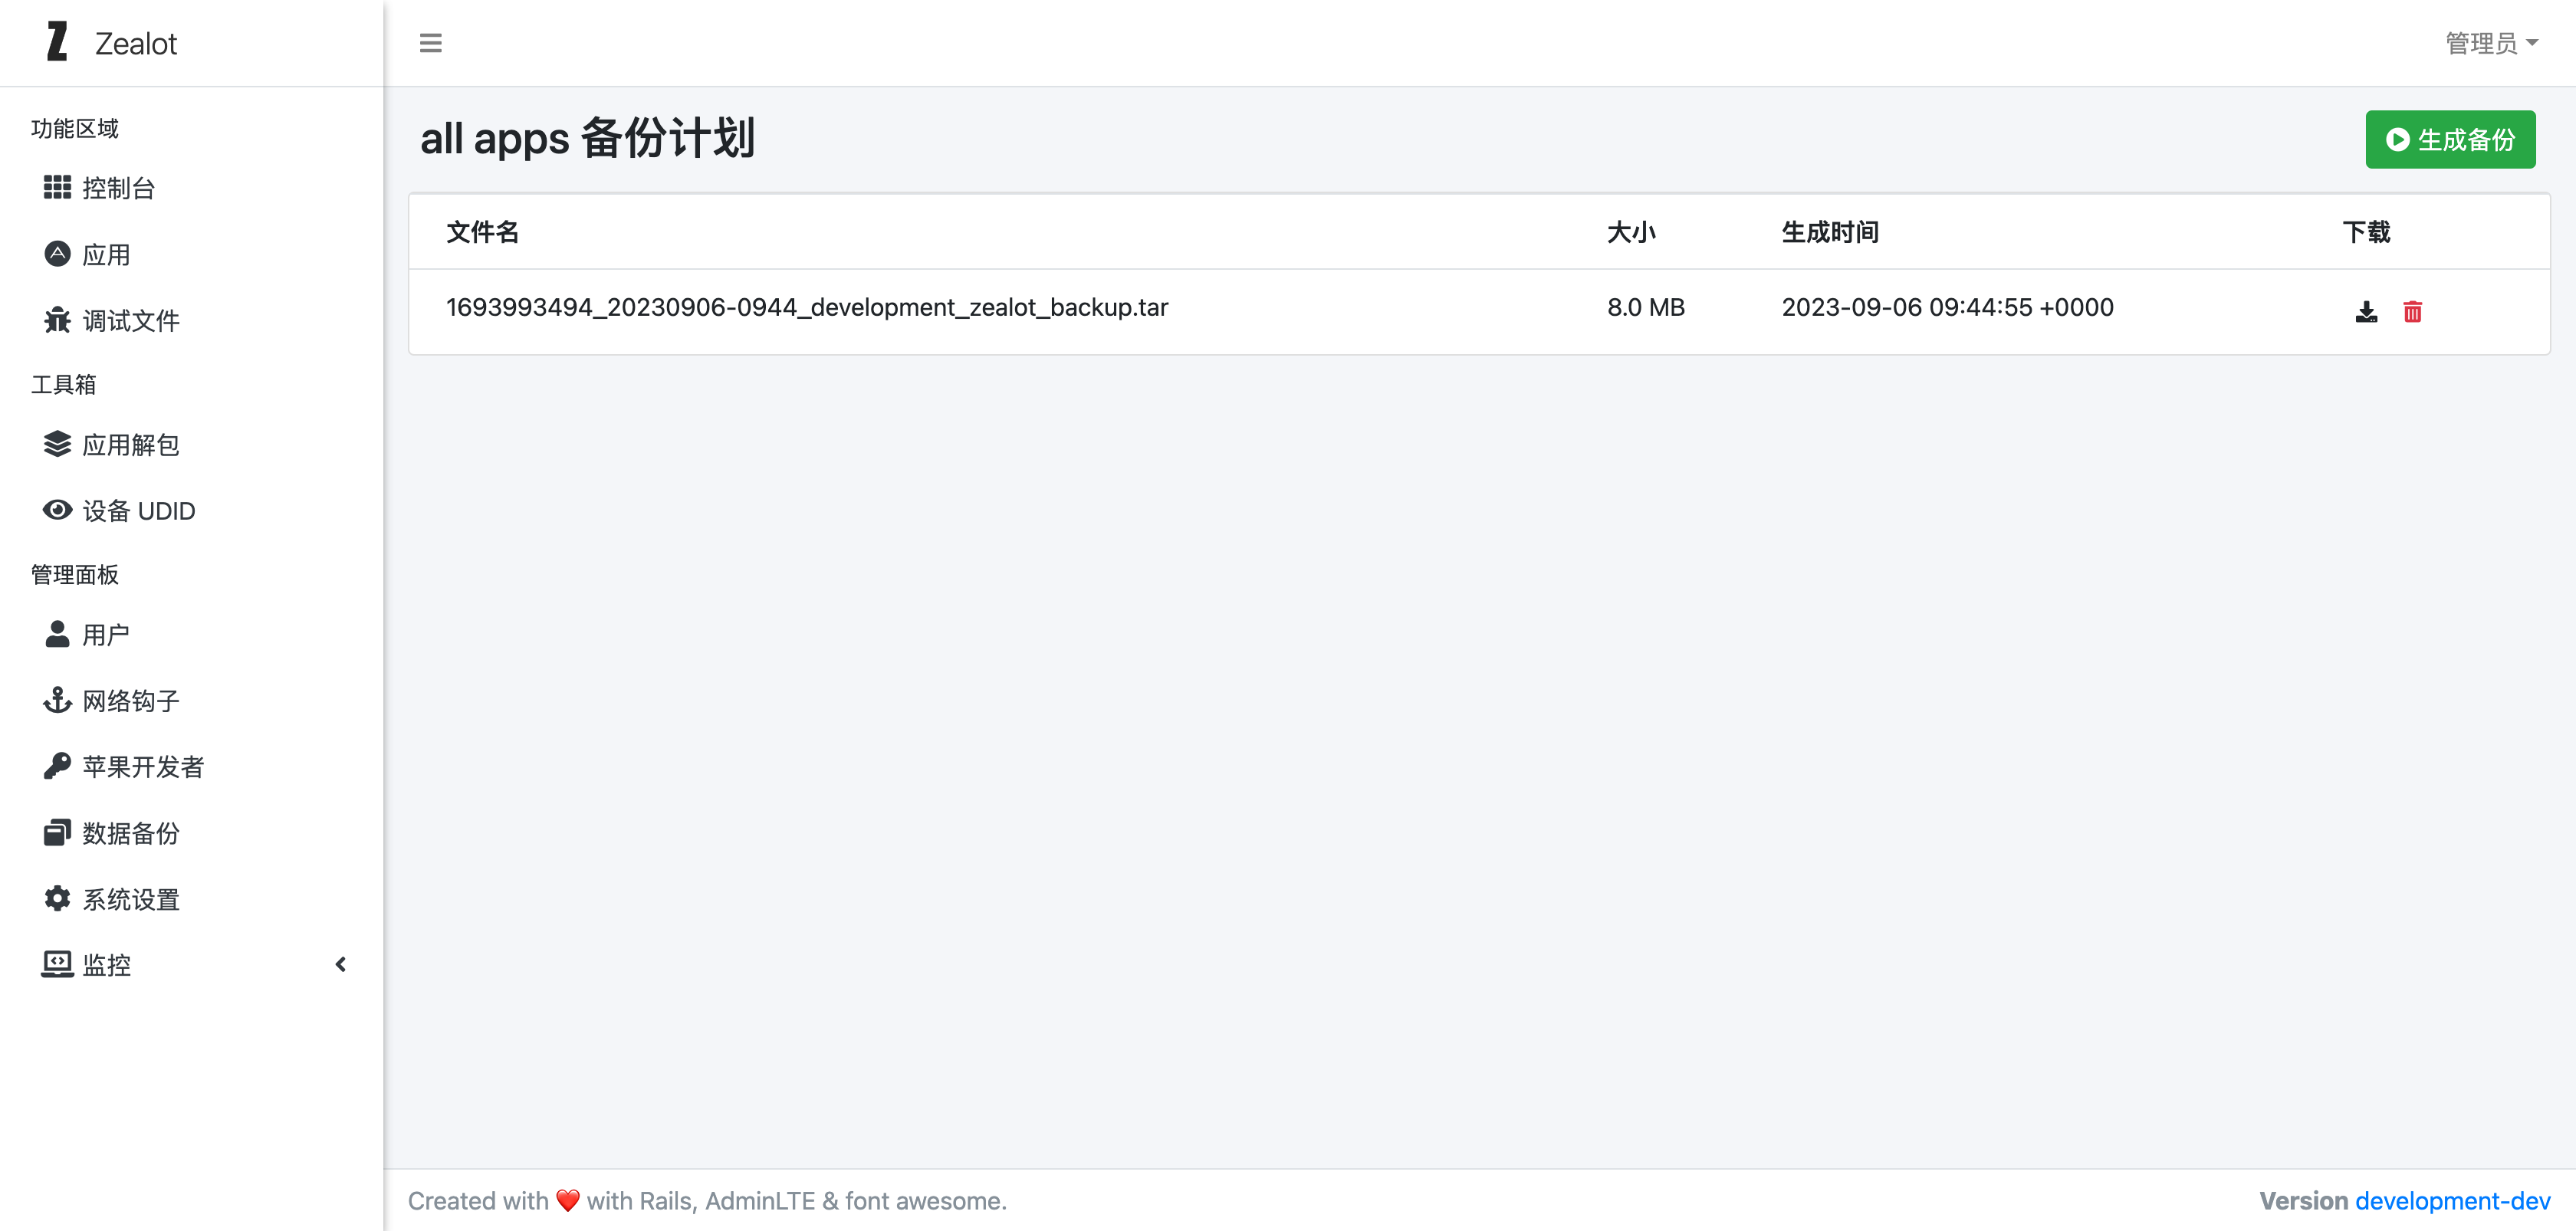 Zealot
管理员
功能区域
控制台
应用
调试文件
工具箱
应用解包
设备 UDID
管理面板
用户
网络钩子
苹果开发者
数据备份
系统设置
监控
all apps 备份计划
生成备份
文件名 大小 生成时间 下载
1693993494_20230906-0944_development_zealot_backup.tar 8.0 MB 2023-09-06 09:44:55 +0000
Created with ❤️ with Rails, AdminLTE & font awesome.
Version development-dev